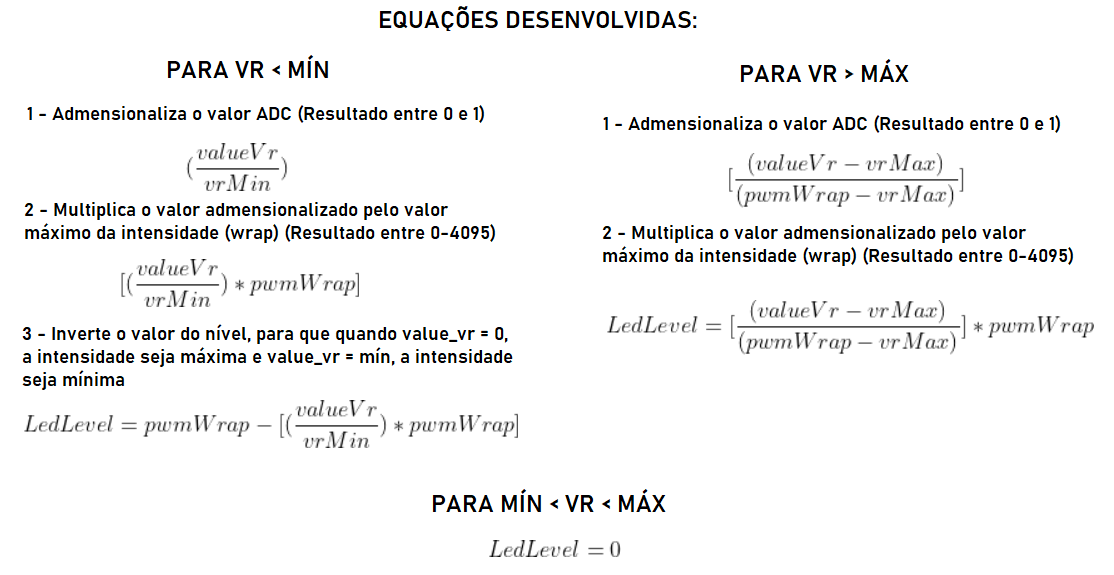 EQUAÇÕES DESENVOLVIDAS:
PARA VR < MÍN
1 - Admensionaliza o valor ADC (Resultado entre 0 e 1)
(valueVr / vrMin)
2 - Multiplica o valor admensionalizado pelo valor
máximo da intensidade (wrap) (Resultado entre 0-4095)
[(valueVr / vrMin) * pwmWrap]
3 - Inverte o valor do nível, para que quando value_vr = 0,
a intensidade seja máxima e value_vr = mín, a intensidade
seja mínima
LedLevel = pwmWrap − [(valueVr / vrMin) * pwmWrap]
PARA VR > MÁX
1 - Admensionaliza o valor ADC (Resultado entre 0 e 1)
[(valueVr − vrMax) / (pwmWrap − vrMax)]
2 - Multiplica o valor admensionalizado pelo valor
máximo da intensidade (wrap) (Resultado entre 0-4095)
LedLevel = [(valueVr − vrMax) / (pwmWrap − vrMax)] * pwmWrap
PARA MÍN < VR < MÁX
LedLevel = 0